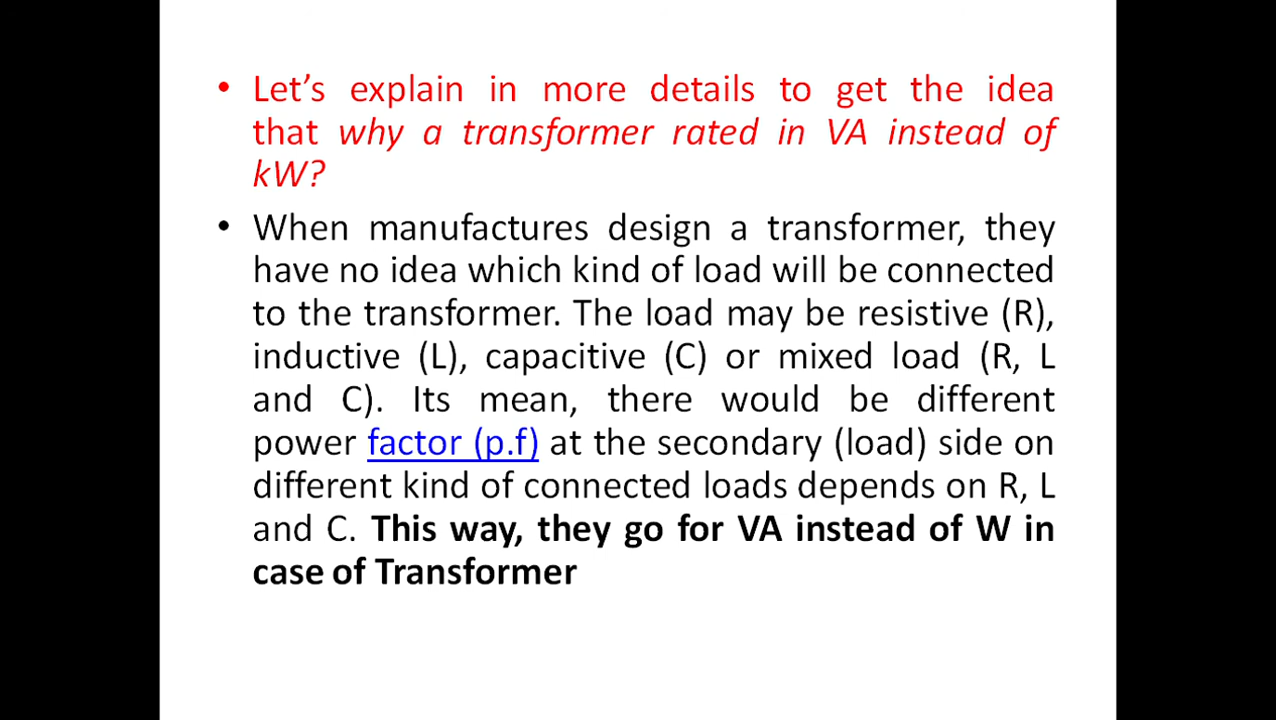 • Let’s explain in more details to get the idea
that why a transformer rated in VA instead of
kW?
• When manufactures design a transformer, they
have no idea which kind of load will be connected
to the transformer. The load may be resistive (R),
inductive (L), capacitive (C) or mixed load (R, L
and C). Its mean, there would be different
power factor (p.f) at the secondary (load) side on
different kind of connected loads depends on R, L
and C. This way, they go for VA instead of W in
case of Transformer